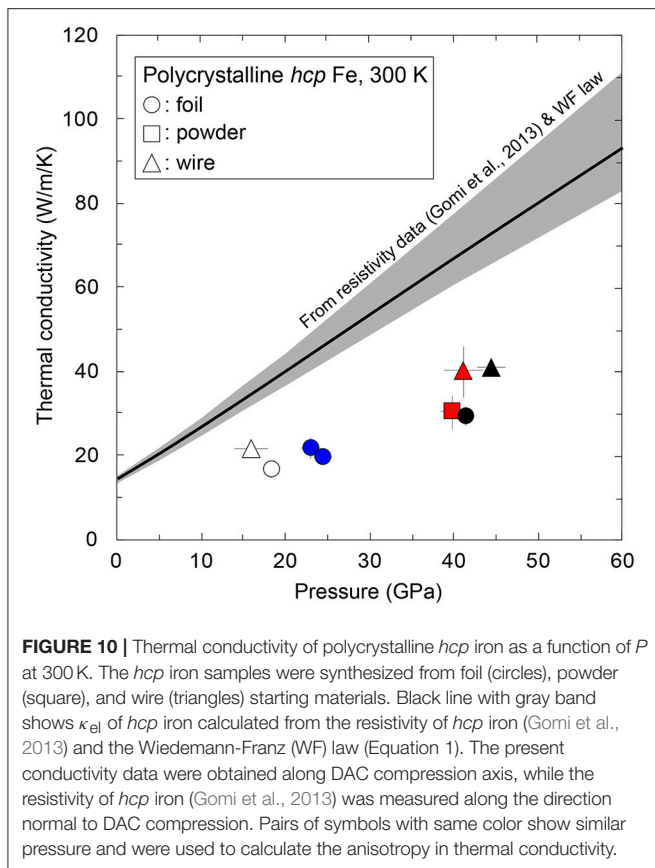 120
100
80
60
40
20
0
Thermal conductivity (W/m/K)
Polycrystalline hcp Fe, 300 K
: foil
: powder
: wire
From resistivity data (Gomi et al., 2013) & WF law
0 10 20 30 40 50 60
Pressure (GPa)
FIGURE 10 | Thermal conductivity of polycrystalline hcp iron as a function of P
at 300 K. The hcp iron samples were synthesized from foil (circles), powder
(square), and wire (triangles) starting materials. Black line with gray band
shows κel of hcp iron calculated from the resistivity of hcp iron (Gomi et al.,
2013) and the Wiedemann-Franz (WF) law (Equation 1). The present
conductivity data were obtained along DAC compression axis, while the
resistivity of hcp iron (Gomi et al., 2013) was measured along the direction
normal to DAC compression. Pairs of symbols with same color show similar
pressure and were used to calculate the anisotropy in thermal conductivity.